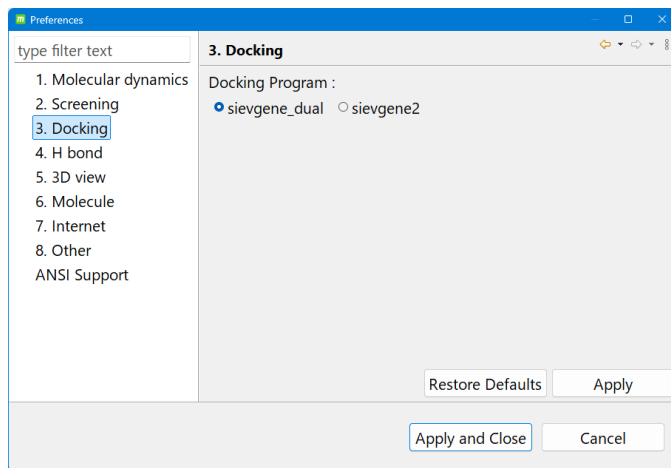 Preferences
type filter text
1. Molecular dynamics
2. Screening
3. Docking
4. H bond
5. 3D view
6. Molecule
7. Internet
8. Other
ANSI Support
3. Docking
Docking Program :
sievgene_dual sievgene2
Restore Defaults Apply
Apply and Close Cancel